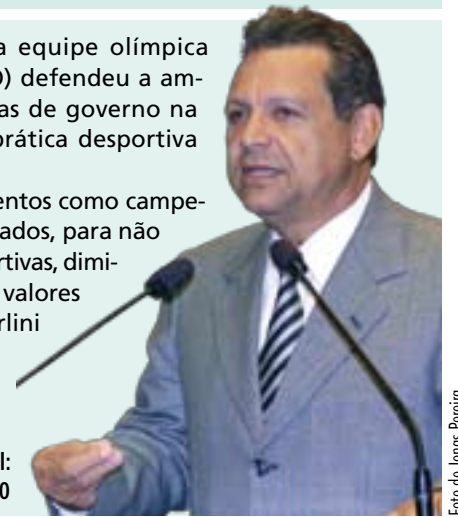 a equipe olímpica
) defendeu a am-
as de governo na
prática desportiva
entos como campe-
ados, para não
rtivas, dimi-
valores
rlini
l:
0
Foto de Jonas Pereira